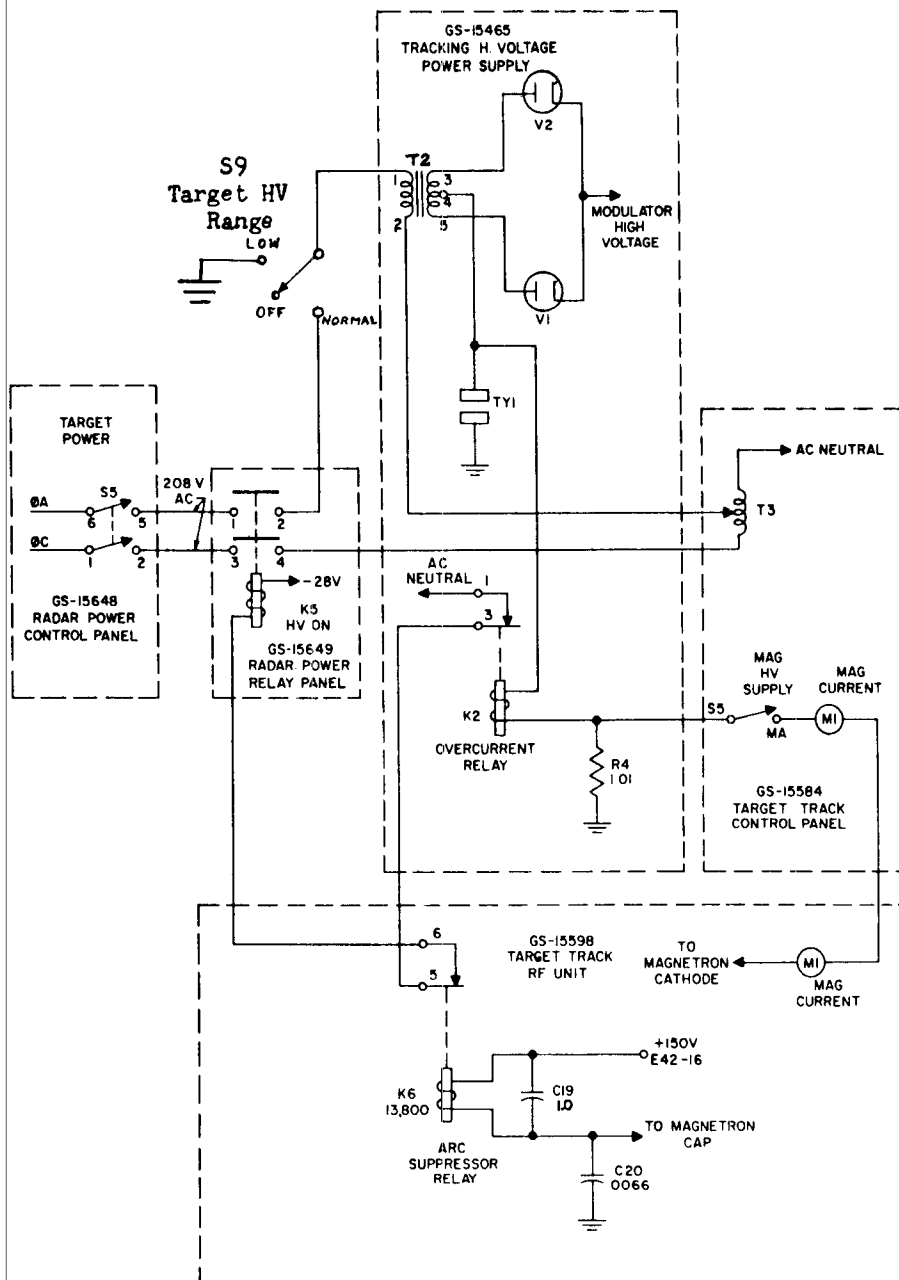 GS-15465
TRACKING H. VOLTAGE
POWER SUPPLY
V2
T2
1
3
4
2
5
MODULATOR
HIGH
VOLTAGE
V1
S9
Target HV
Range
LOW
OFF
NORMAL
TY1
TARGET
POWER
ØA
S5
6
5
ØC
1
2
208 V
AC
1
2
3
4
-28V
K5
HV ON
GS-15648
RADAR POWER
CONTROL PANEL
GS-15649
RADAR POWER
RELAY PANEL
AC NEUTRAL
T3
AC
NEUTRAL
1
3
K2
OVERCURRENT
RELAY
R4
1.01
MAG
HV
SUPPLY
MAG
CURRENT
S5
MA
M1
GS-15584
TARGET TRACK
CONTROL PANEL
GS-15598
TARGET TRACK
RF UNIT
6
5
TO
MAGNETRON
CATHODE
M1
MAG
CURRENT
+150V
E42-16
K6
13,800
C19
1.0
ARC
SUPPRESSOR
RELAY
TO MAGNETRON
CAP
C20
.0066